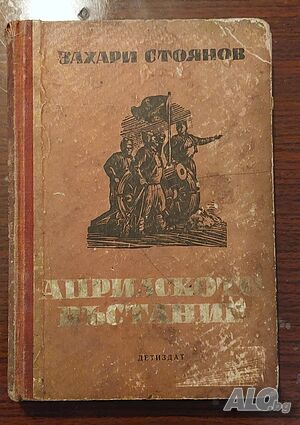 ЗАХАРИ СТОЯНОВ
АПРИЛСКОТО
ВЪСТАНИЕ
ДЕТИЗДАТ
ALO.bg